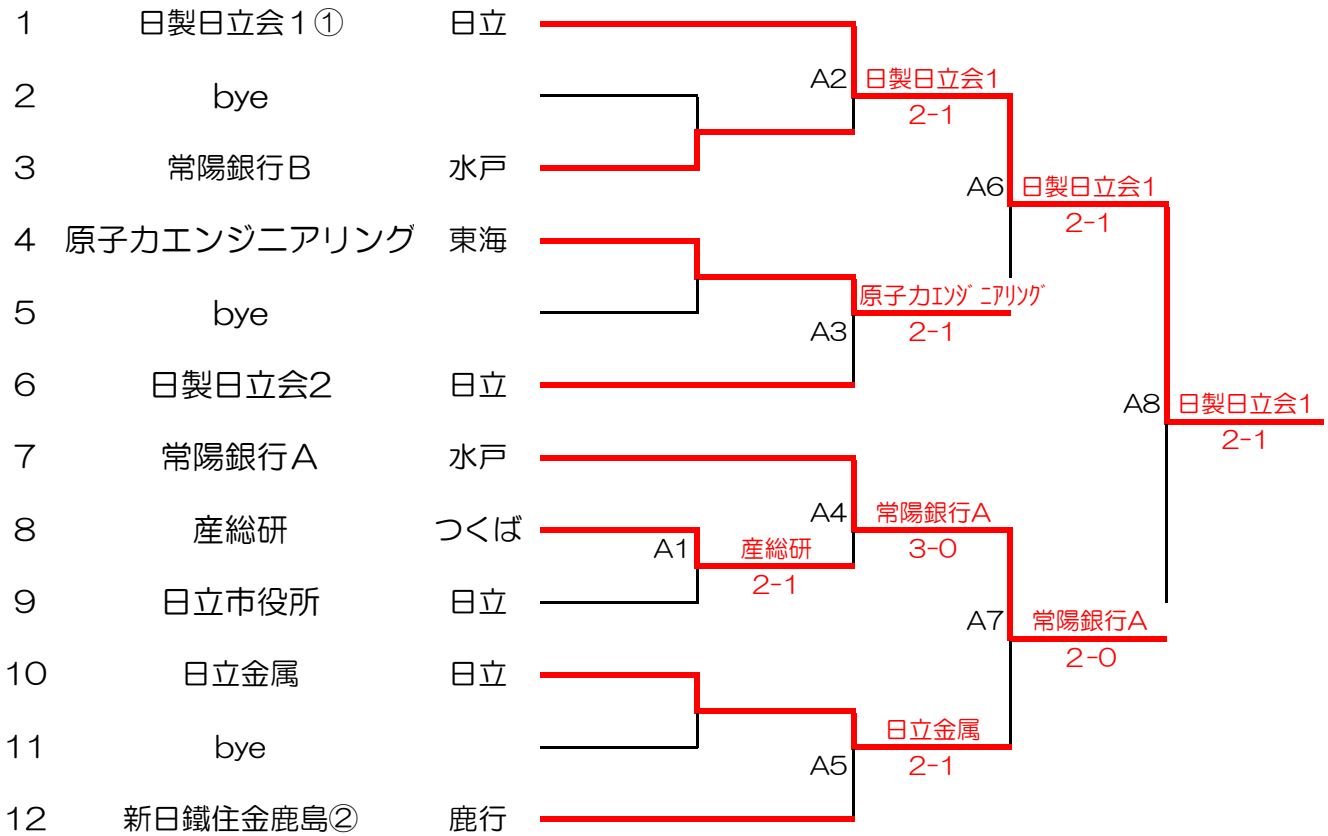 1 日製日立会１① 日立
A2 日製日立会1
2 bye
2-1
3 常陽銀行Ｂ 水戸
A6 日製日立会1
2-1
4 原子力エンジニアリング 東海
原子力ｴﾝｼﾞﾆｱﾘﾝｸﾞ
5 bye
A3 2-1
6 日製日立会2 日立
A8 日製日立会1
2-1
7 常陽銀行Ａ 水戸
A4 常陽銀行A
8 産総研 つくば
A1 産総研
3-0
2-1
9 日立市役所 日立
A7 常陽銀行A
2-0
10 日立金属 日立
日立金属
11 bye
A5 2-1
12 新日鐵住金鹿島② 鹿行